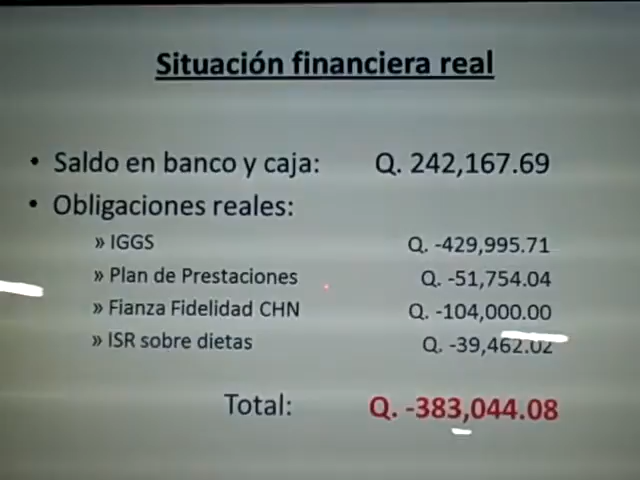 Situación financiera real
• Saldo en banco y caja: Q. 242,167.69
• Obligaciones reales:
» IGGS Q. -429,995.71
» Plan de Prestaciones Q. -51,754.04
» Fianza Fidelidad CHN Q. -104,000.00
» ISR sobre dietas Q. -39,462.02
Total: Q. -383,044.08